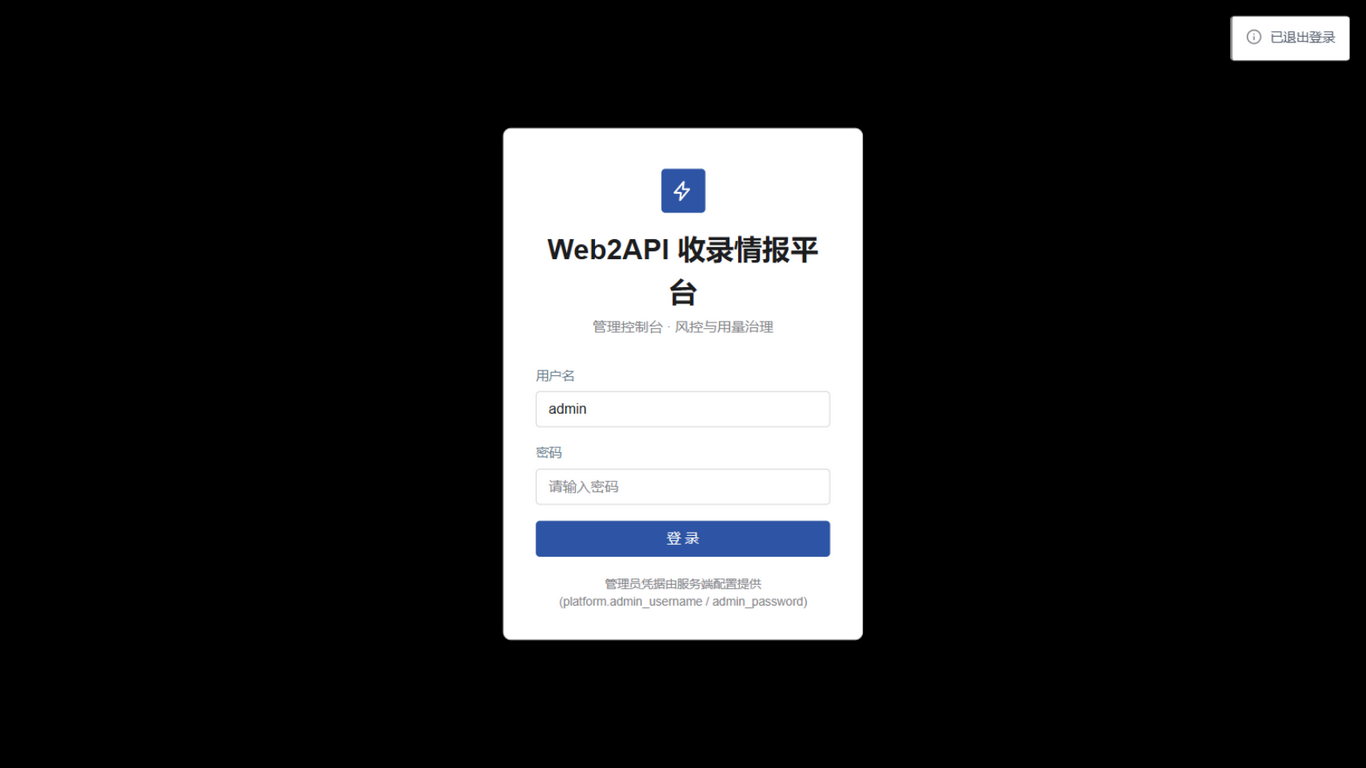 已退出登录
Web2API 收录情报平
台
管理控制台 · 风控与用量治理
用户名
admin
密码
请输入密码
登 录
管理员凭据由服务端配置提供
(platform.admin_username / admin_password)